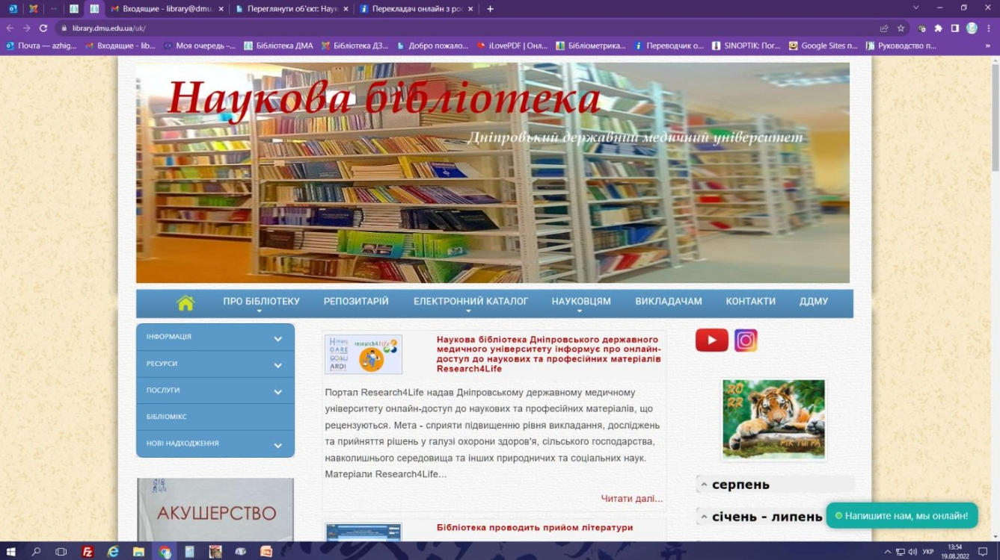 Входящие - library@dmu.
Переглянути об'єкт: Наук
Перекладач онлайн з рос
library.dmu.edu.ua/uk/
Почта — azhig...
Входящие - lib...
Моя очередь –...
Бібліотека ДМА
Бібліотека ДЗ...
Добро пожало...
iLovePDF | Онл...
Бібліометрика...
Переводчик о...
SINOPTIK: Пог...
Google Sites п...
Руководство п...
»
Наукова бібліотека
Дніпровький державний медичний університет
ПРО БІБЛІОТЕКУ
РЕПОЗИТАРІЙ
ЕЛЕКТРОННИЙ КАТАЛОГ
НАУКОВЦЯМ
ВИКЛАДАЧАМ
КОНТАКТИ
ДДМУ
ІНФОРМАЦІЯ
РЕСУРСИ
ПОСЛУГИ
БІБЛІОМІКС
НОВІ НАДХОДЖЕННЯ
АКУШЕРСТВО
Hinari
research4life
OARE
GOALI
ARDI
Наукова бібліотека Дніпровського державного
медичного університету інформує про онлайн-
доступ до наукових та професійних матеріалів
Research4Life
Портал Research4Life надав Дніпровському державному медичному
університету онлайн-доступ до наукових та професійних матеріалів, що
рецензуються. Мета - сприяти підвищенню рівня викладання, досліджень
та прийняття рішень у галузі охорони здоров'я, сільського господарства,
навколишнього середовища та інших природничих та соціальних наук.
Матеріали Research4Life...
Читати далі...
Бібліотека проводить прийом літератури
2022
РІК ТИГРА
серпень
січень - липень
Напишите нам, мы онлайн!
УКР
13:54
19.08.2022